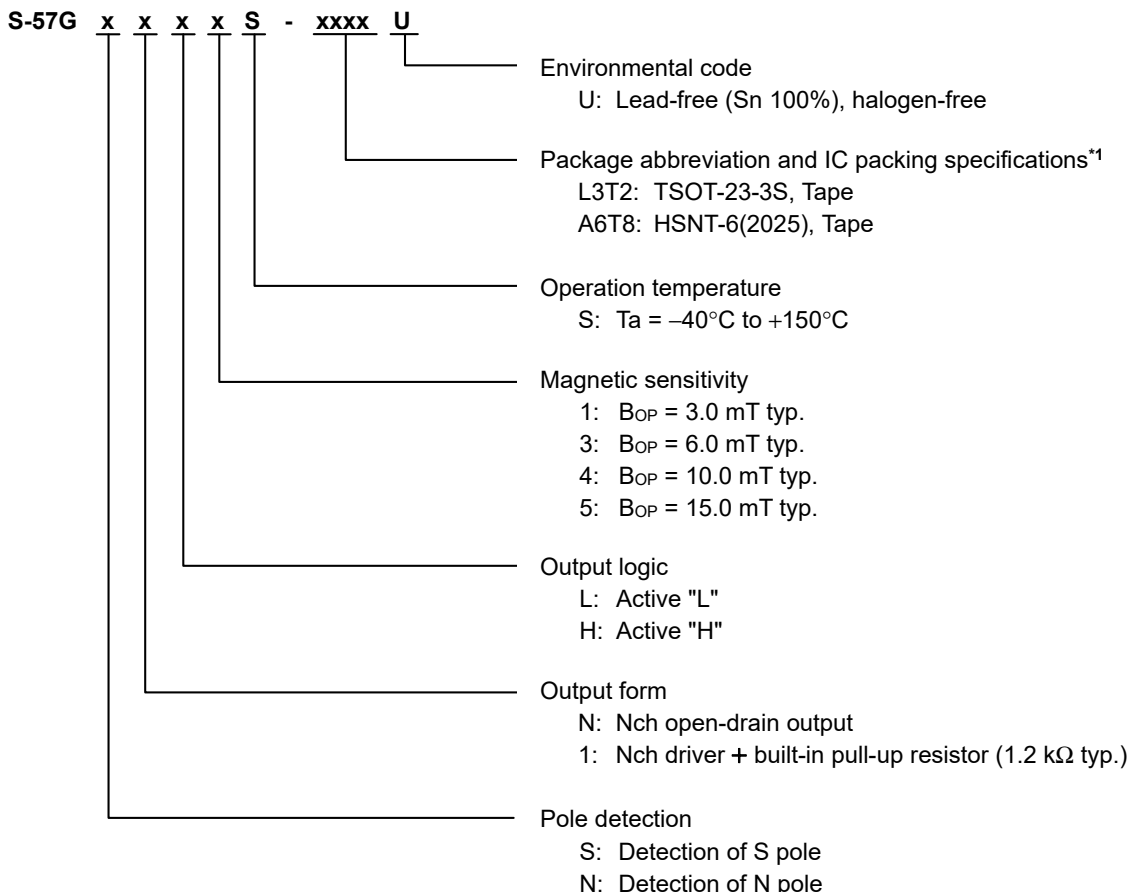 S-57G x x x x S - xxxx U
Environmental code
U: Lead-free (Sn 100%), halogen-free
Package abbreviation and IC packing specifications*1
L3T2: TSOT-23-3S, Tape
A6T8: HSNT-6(2025), Tape
Operation temperature
S: Ta = −40°C to +150°C
Magnetic sensitivity
1: BOP = 3.0 mT typ.
3: BOP = 6.0 mT typ.
4: BOP = 10.0 mT typ.
5: BOP = 15.0 mT typ.
Output logic
L: Active "L"
H: Active "H"
Output form
N: Nch open-drain output
1: Nch driver + built-in pull-up resistor (1.2 kΩ typ.)
Pole detection
S: Detection of S pole
N: Detection of N pole